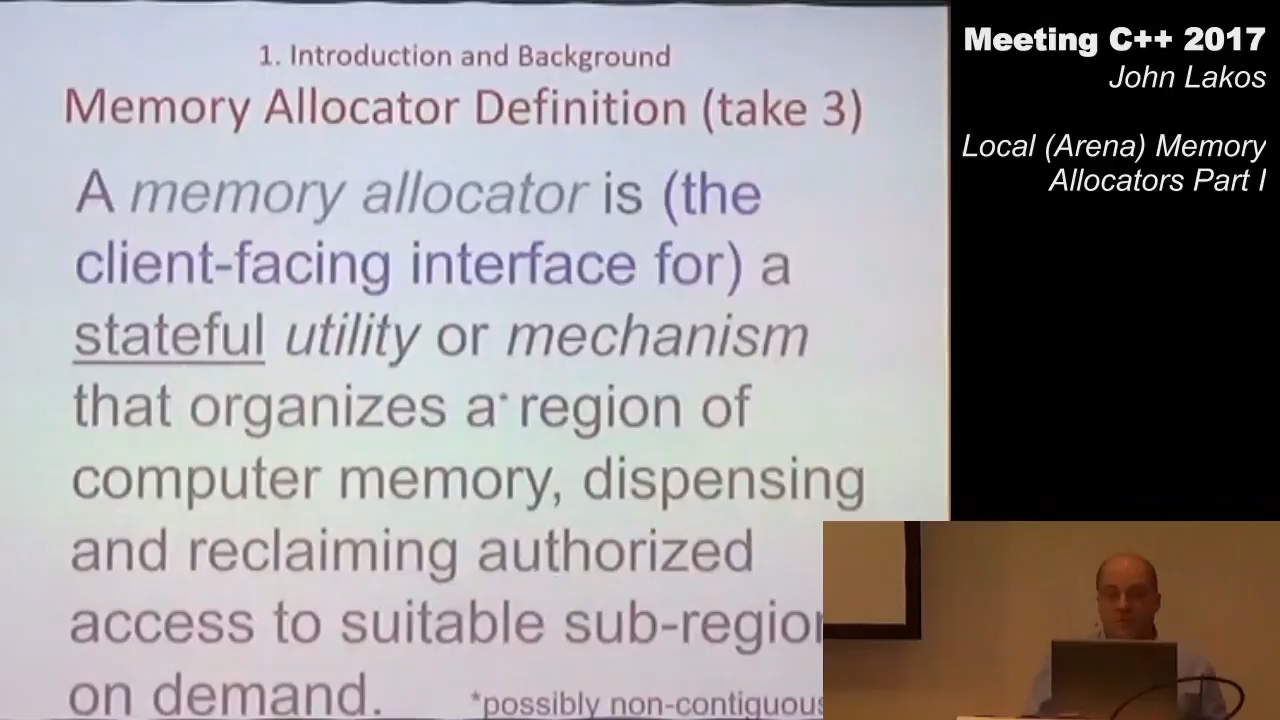 1. Introduction and Background
Memory Allocator Definition (take 3)
A memory allocator is (the
client-facing interface for) a
stateful utility or mechanism
that organizes a* region of
computer memory, dispensing
and reclaiming authorized
access to suitable sub-region
on demand.
*possibly non-contiguous
Meeting C++ 2017
John Lakos
Local (Arena) Memory
Allocators Part I